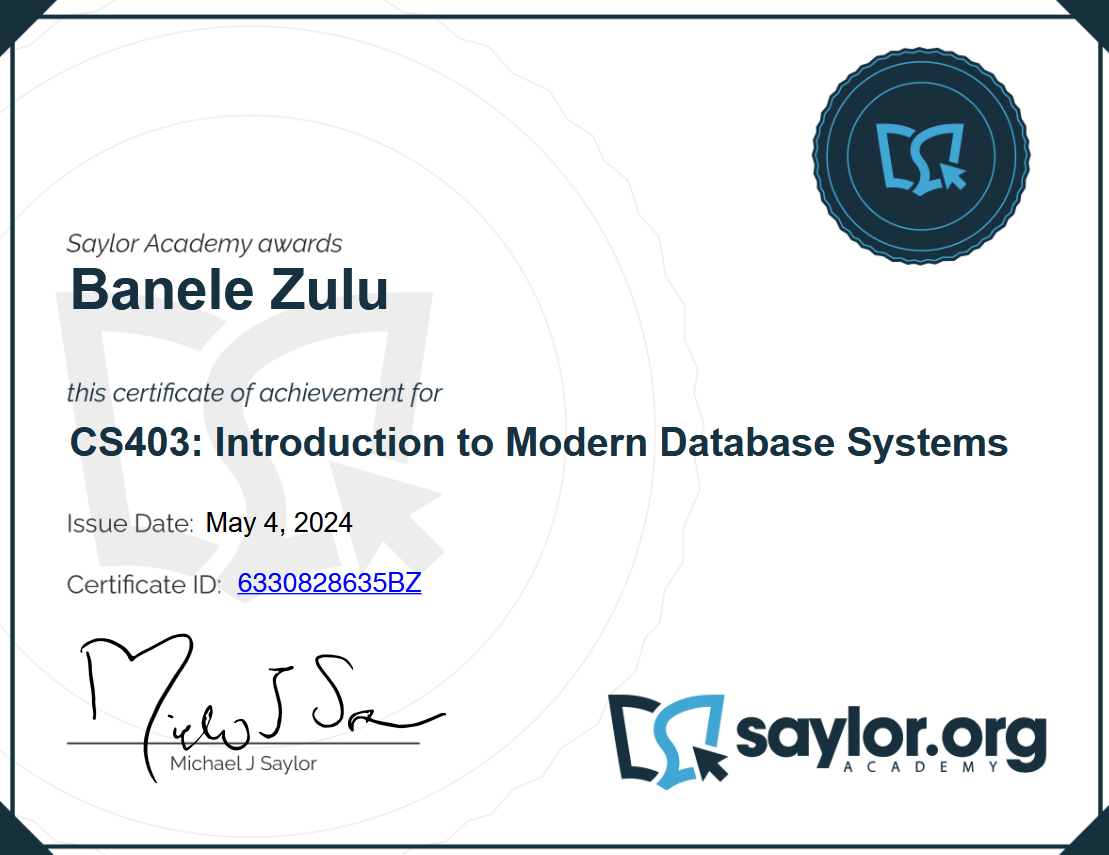 Saylor Academy awards
Banele Zulu
this certificate of achievement for
CS403: Introduction to Modern Database Systems
Issue Date: May 4, 2024
Certificate ID: 6330828635BZ
Michael J Saylor
saylor.org
ACADEMY